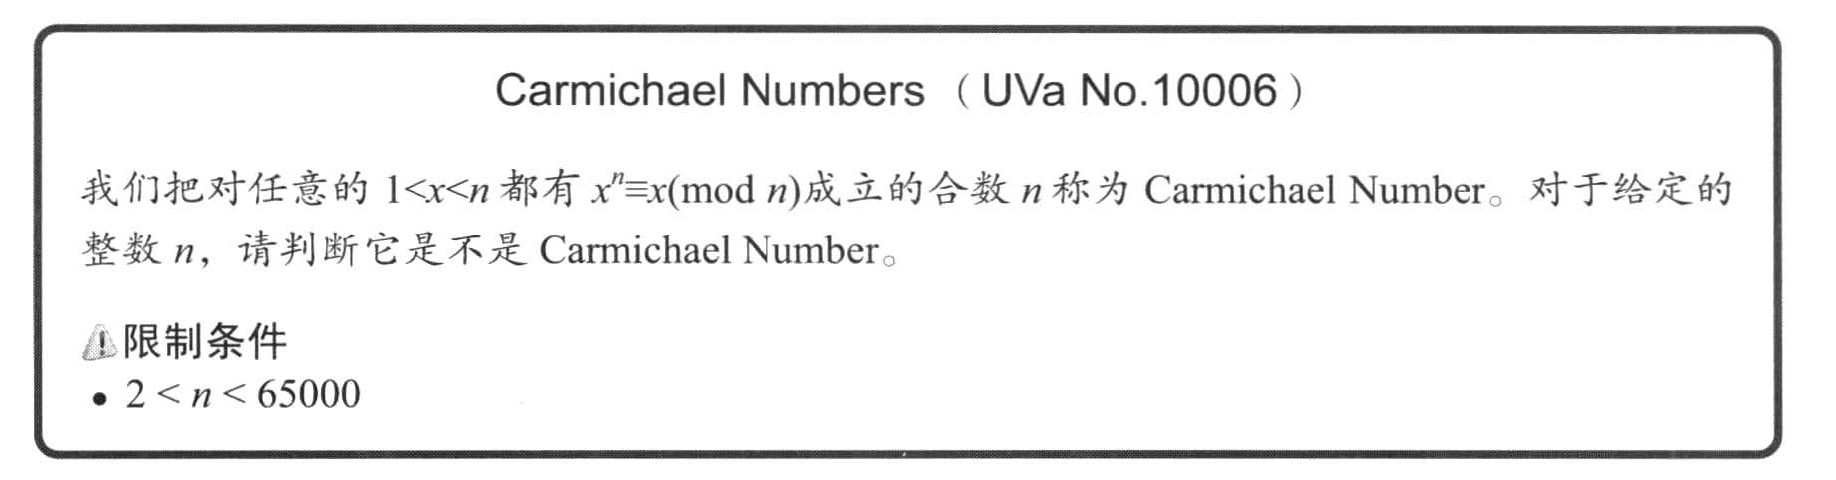 Carmichael Numbers（UVa No.10006）
我们把对任意的 1<x<n 都有 xⁿ≡x(mod n)成立的合数 n 称为 Carmichael Number。对于给定的
整数 n，请判断它是不是 Carmichael Number。
限制条件
• 2 < n < 65000